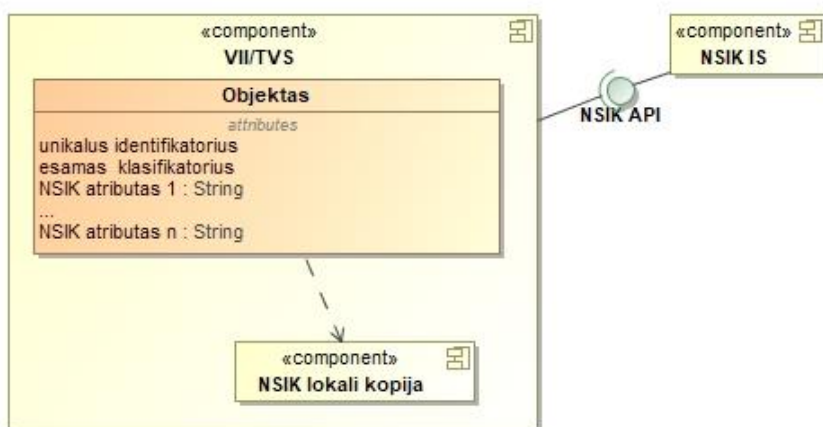 «component»
VII/TVS
Objektas
attributes
unikalus identifikatorius
esamas  klasifikatorius
NSIK atributas 1 : String
...
NSIK atributas n : String
«component»
NSIK lokali kopija
«component»
NSIK IS
NSIK API